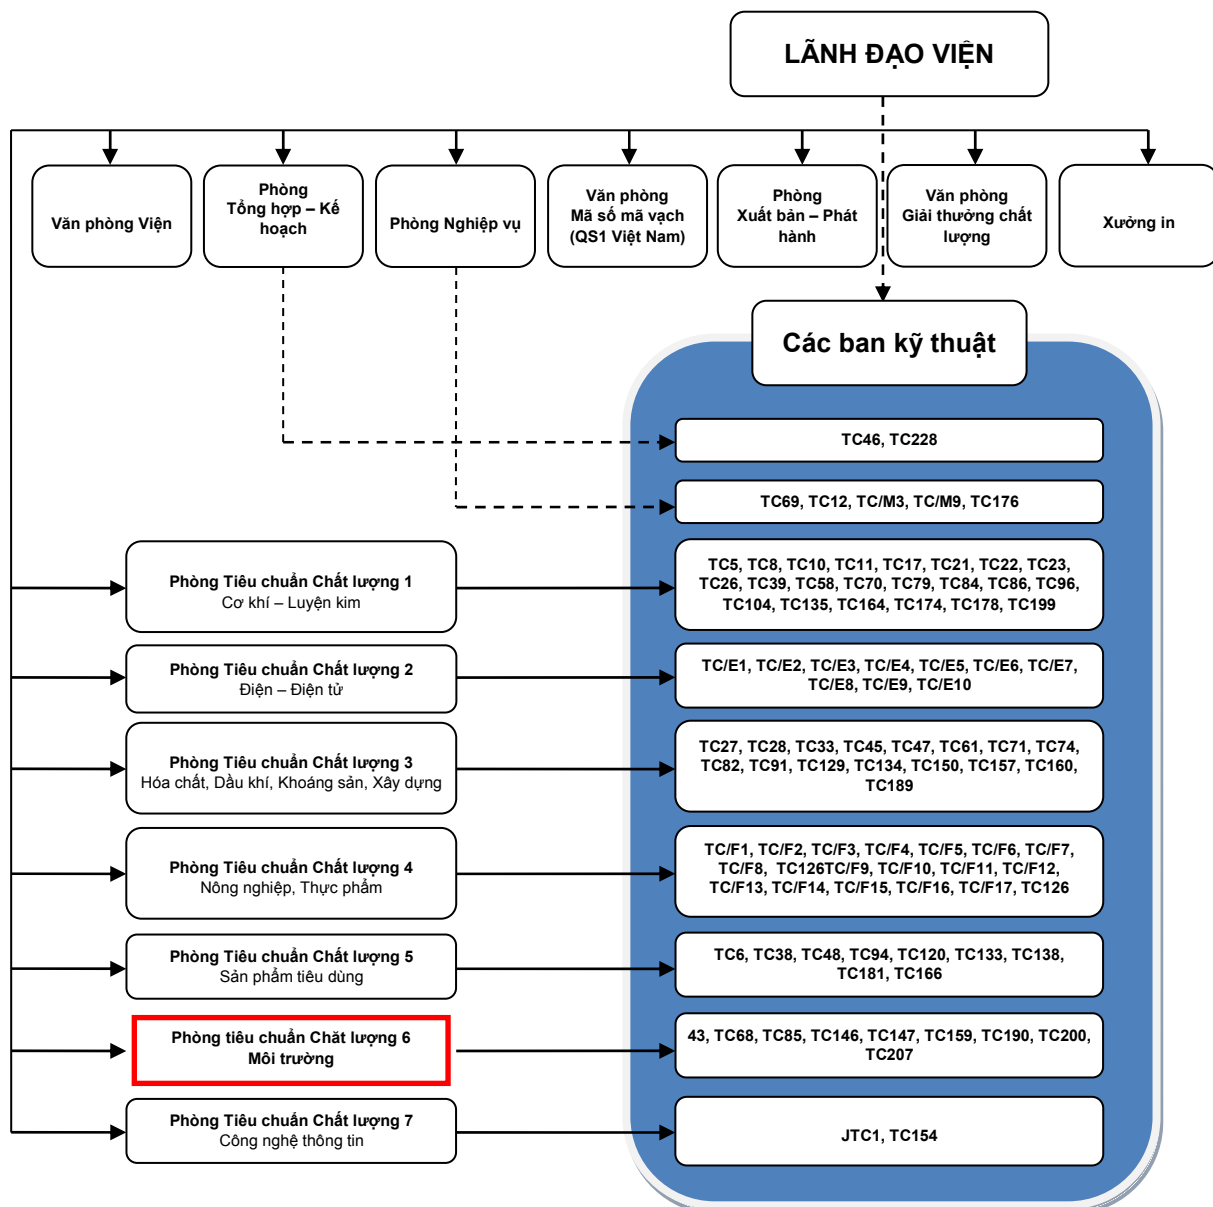 LÃNH ĐẠO VIỆN
Văn phòng Viện
Phòng
Tổng hợp – Kế
hoạch
Phòng Nghiệp vụ
Văn phòng
Mã số mã vạch
(QS1 Việt Nam)
Phòng
Xuất bản – Phát
hành
Văn phòng
Giải thưởng chất
lượng
Xưởng in
Các ban kỹ thuật
TC46, TC228
TC69, TC12, TC/M3, TC/M9, TC176
Phòng Tiêu chuẩn Chất lượng 1
Cơ khí – Luyện kim
TC5, TC8, TC10, TC11, TC17, TC21, TC22, TC23,
TC26, TC39, TC58, TC70, TC79, TC84, TC86, TC96,
TC104, TC135, TC164, TC174, TC178, TC199
Phòng Tiêu chuẩn Chất lượng 2
Điện – Điện tử
TC/E1, TC/E2, TC/E3, TC/E4, TC/E5, TC/E6, TC/E7,
TC/E8, TC/E9, TC/E10
Phòng Tiêu chuẩn Chất lượng 3
Hóa chất, Dầu khí, Khoáng sản, Xây dựng
TC27, TC28, TC33, TC45, TC47, TC61, TC71, TC74,
TC82, TC91, TC129, TC134, TC150, TC157, TC160,
TC189
Phòng Tiêu chuẩn Chất lượng 4
Nông nghiệp, Thực phẩm
TC/F1, TC/F2, TC/F3, TC/F4, TC/F5, TC/F6, TC/F7,
TC/F8, TC126TC/F9, TC/F10, TC/F11, TC/F12,
TC/F13, TC/F14, TC/F15, TC/F16, TC/F17, TC126
Phòng Tiêu chuẩn Chất lượng 5
Sản phẩm tiêu dùng
TC6, TC38, TC48, TC94, TC120, TC133, TC138,
TC181, TC166
Phòng tiêu chuẩn Chăt lượng 6
Môi trường
43, TC68, TC85, TC146, TC147, TC159, TC190, TC200,
TC207
Phòng Tiêu chuẩn Chất lượng 7
Công nghệ thông tin
JTC1, TC154